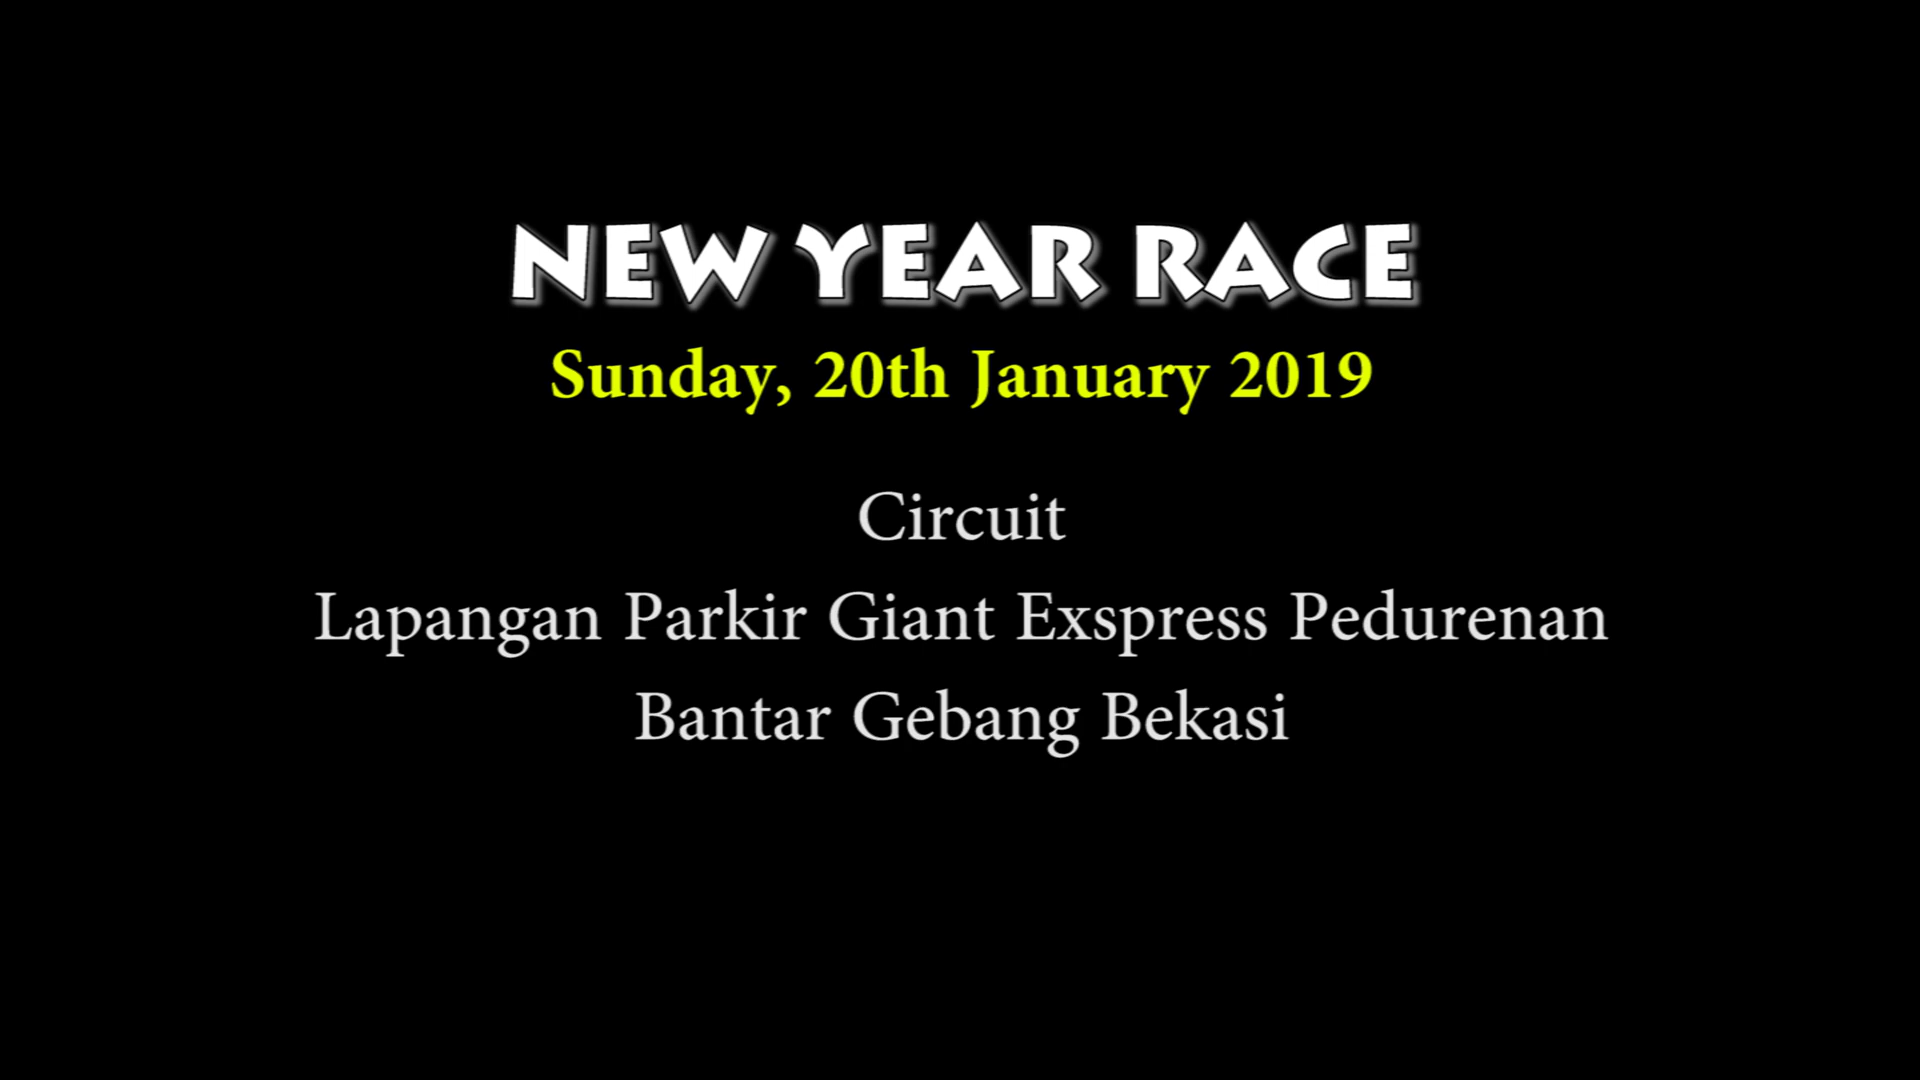 NEW YEAR RACE
Sunday, 20th January 2019
Circuit
Lapangan Parkir Giant Exspress Pedurenan
Bantar Gebang Bekasi